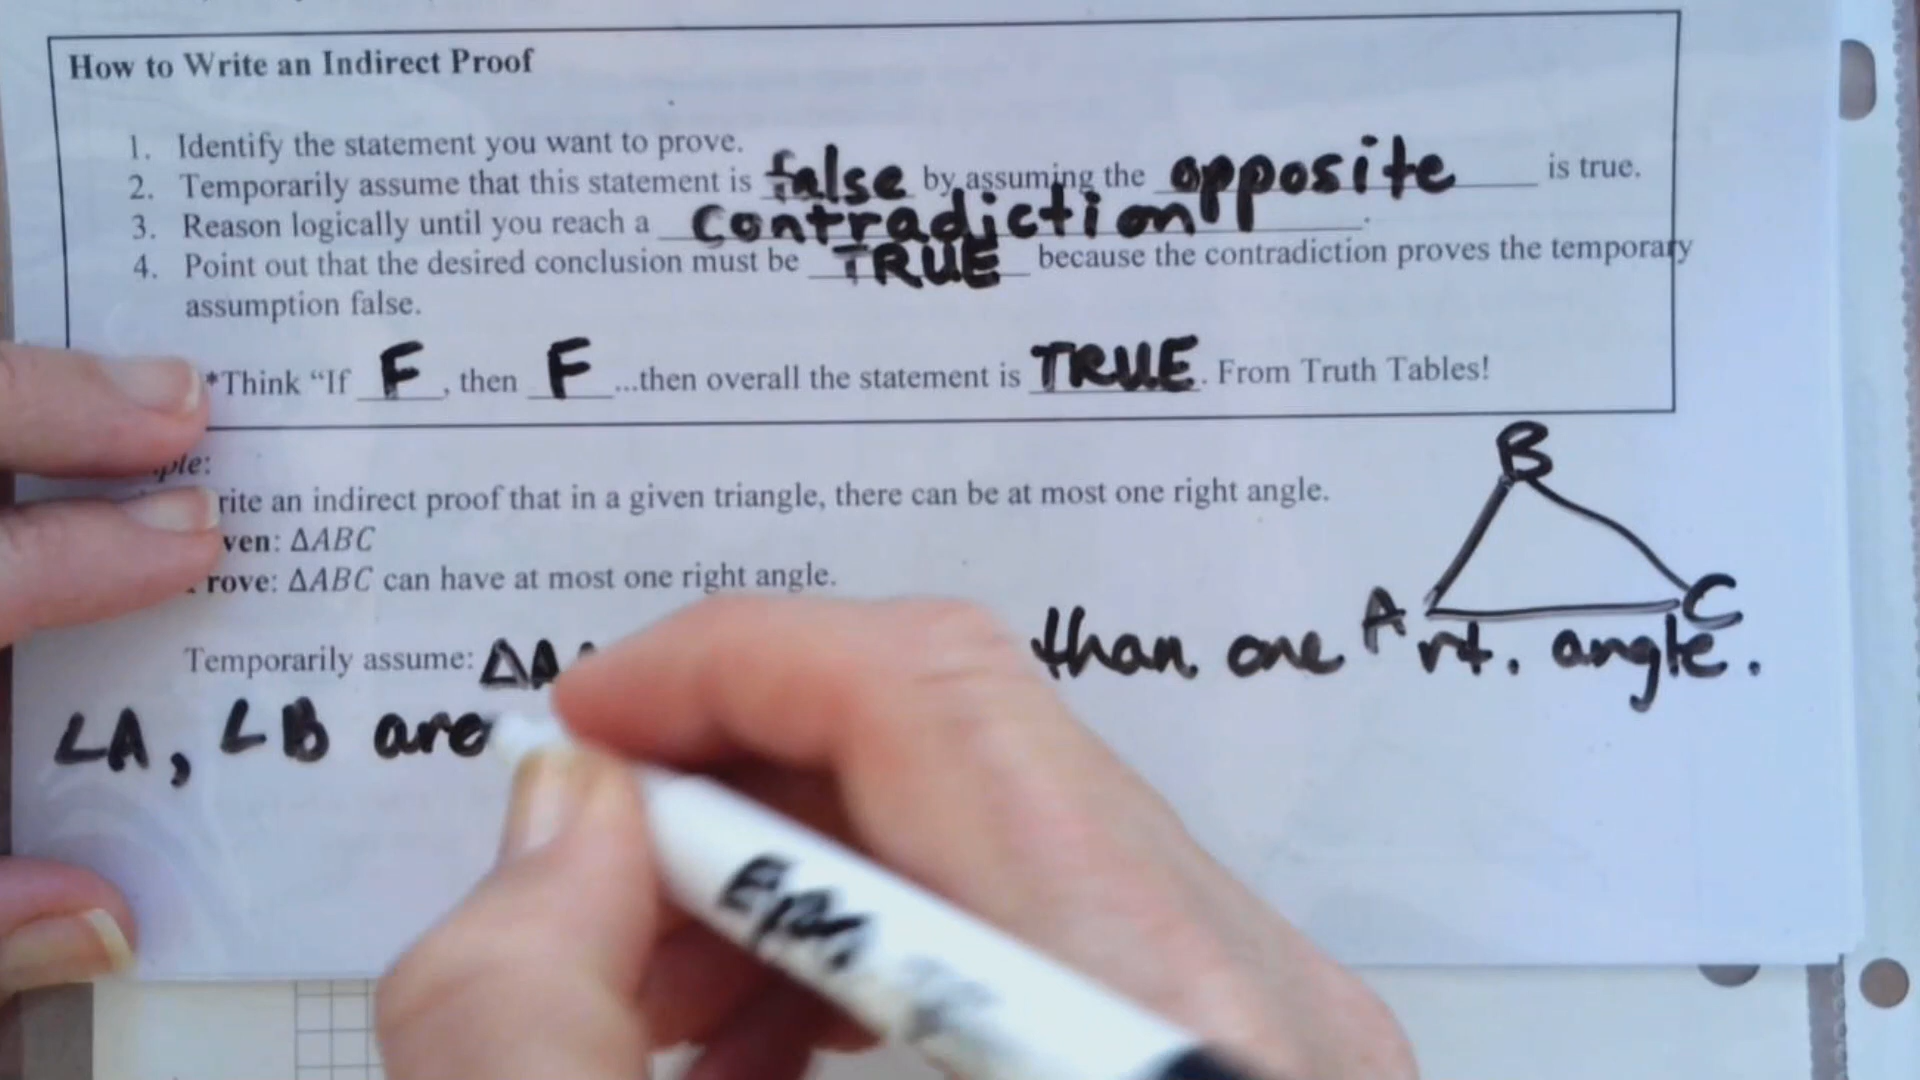 How to Write an Indirect Proof
1. Identify the statement you want to prove.
2. Temporarily assume that this statement is false by assuming the opposite is true.
3. Reason logically until you reach a contradiction.
4. Point out that the desired conclusion must be TRUE because the contradiction proves the temporary
assumption false.
*Think “If F, then F ...then overall the statement is TRUE. From Truth Tables!
ple:
rite an indirect proof that in a given triangle, there can be at most one right angle.
ven: ΔABC
rove: ΔABC can have at most one right angle.
B
A
C
Temporarily assume: ΔA than one rt. angle.
∠A, ∠B are